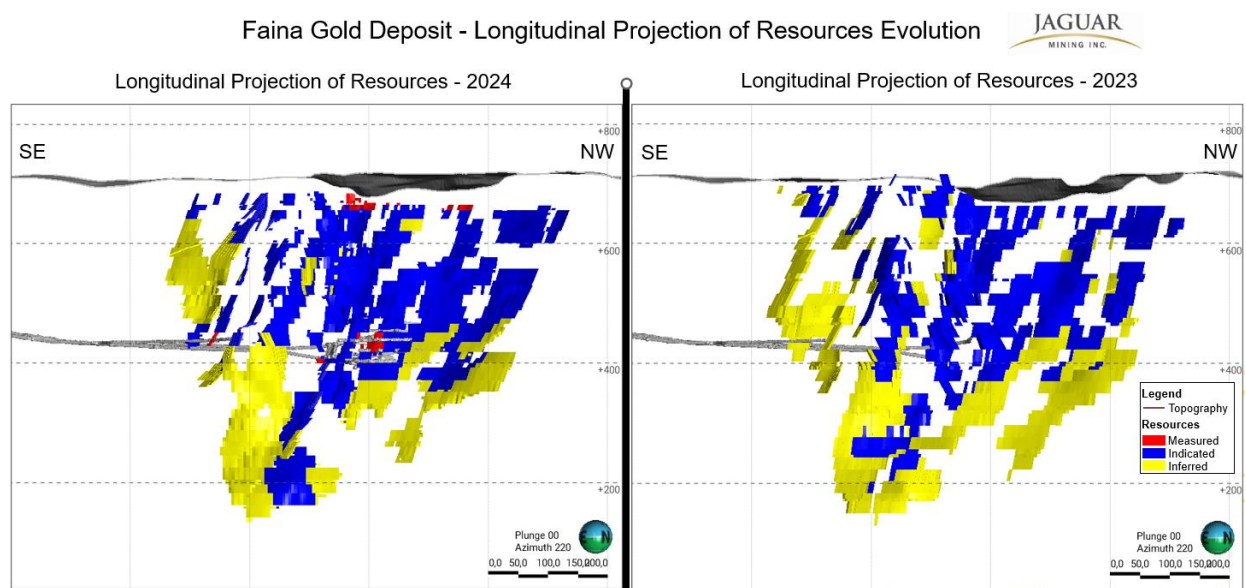 Faina Gold Deposit - Longitudinal Projection of Resources Evolution
JAGUAR
MINING INC.
Longitudinal Projection of Resources - 2024
Longitudinal Projection of Resources - 2023
+800
SE
NW
+600
+400
+200
Plunge 00
Azimuth 220
E N
0,0 50,0 100,0 150,0 200,0
+800
SE
NW
+600
+400
Legend
Topography
Resources
Measured
Indicated
Inferred
+200
Plunge 00
Azimuth 220
N
0,0 50,0 100,0 150,0 200,0